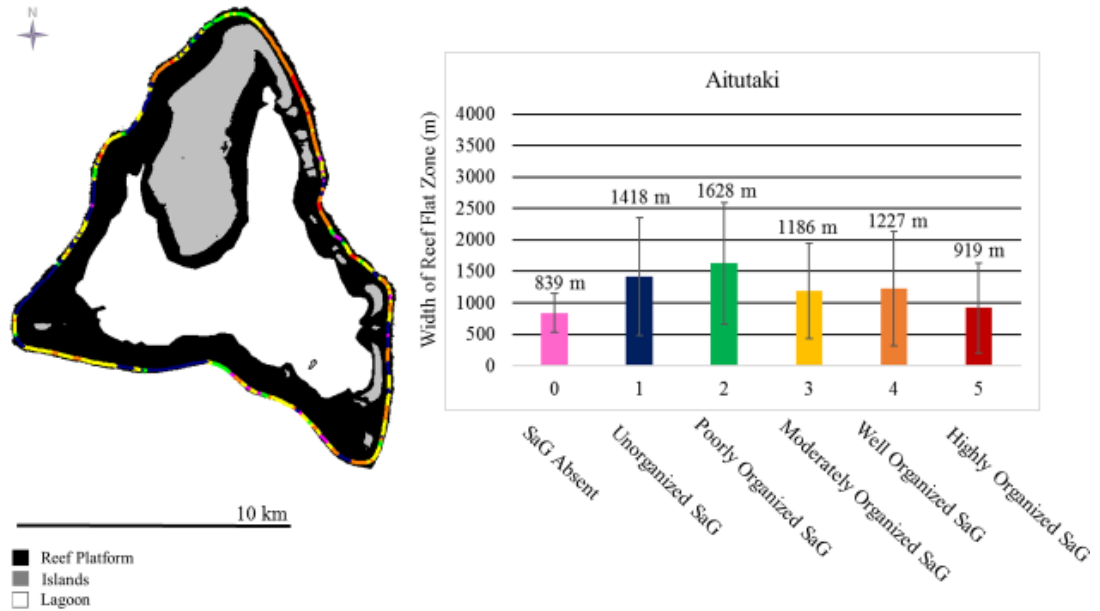 N
10 km
Reef Platform
Islands
Lagoon
Aitutaki
Width of Reef Flat Zone (m)
4000
3500
3000
2500
2000
1500
1000
500
0
839 m
1418 m
1628 m
1186 m
1227 m
919 m
0 1 2 3 4 5
SaG Absent
Unorganized SaG
Poorly Organized SaG
Moderately Organized SaG
Well Organized SaG
Highly Organized SaG